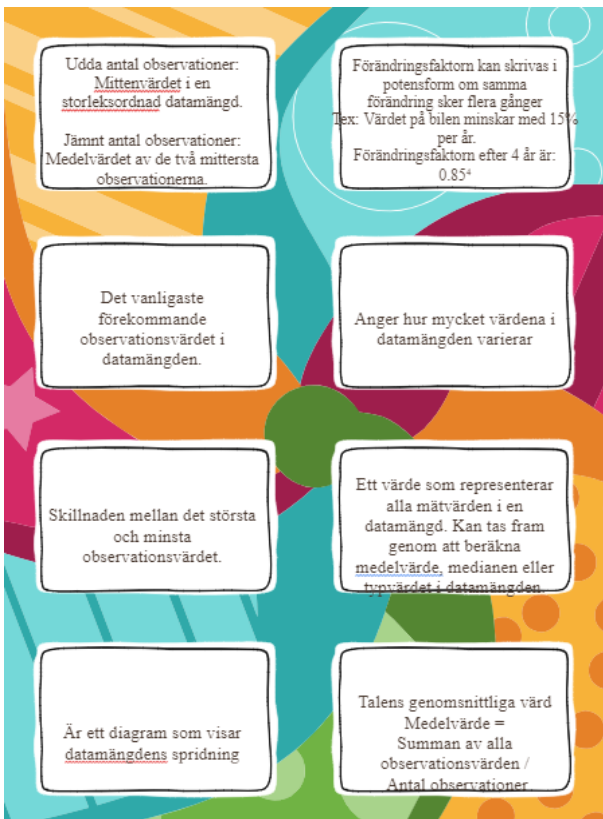 Udda antal observationer:
Mittenvärdet i en
storleksordnad datamängd.
Jämnt antal observationer:
Medelvärdet av de två mittersta
observationerna.
Förändringsfaktorn kan skrivas i
potensform om samma
förändring sker flera gånger
Tex: Värdet på bilen minskar med 15%
per år.
Förändringsfaktorn efter 4 år är:
0.85⁴
Det vanligaste
förekommande
observationsvärdet i
datamängden.
Anger hur mycket värdena i
datamängden varierar
Skillnaden mellan det största
och minsta
observationsvärdet.
Ett värde som representerar
alla mätvärden i en
datamängd. Kan tas fram
genom att beräkna
medelvärde, medianen eller
typvärdet i datamängden.
Är ett diagram som visar
datamängdens spridning
Talens genomsnittliga värd
Medelvärde =
Summan av alla
observationsvärden /
Antal observationer